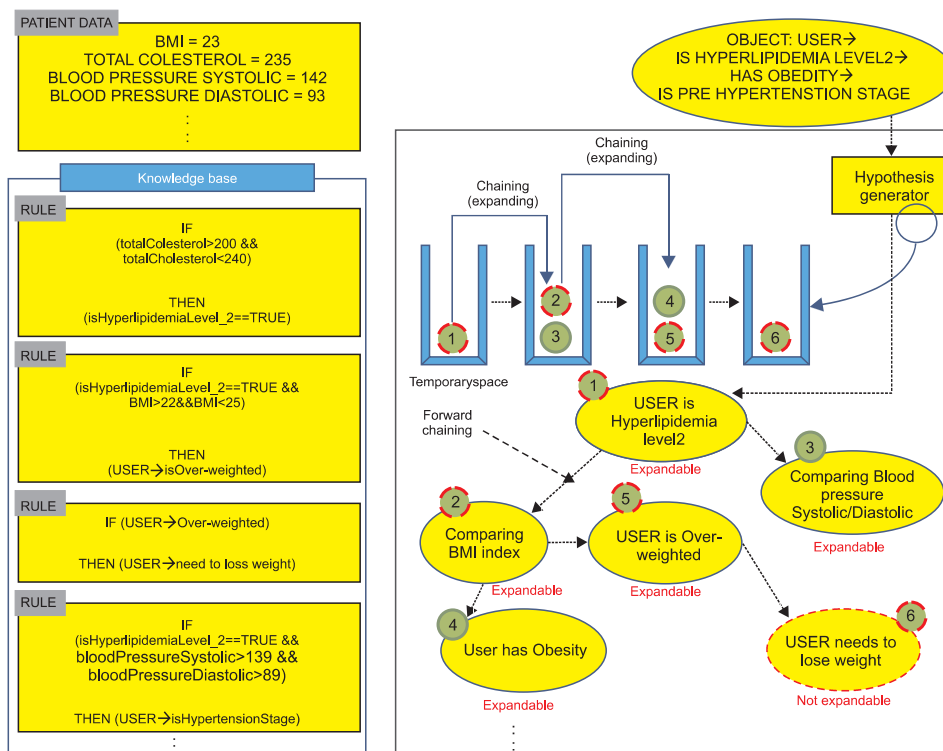 PATIENT DATA
BMI = 23
TOTAL COLESTEROL = 235
BLOOD PRESSURE SYSTOLIC = 142
BLOOD PRESSURE DIASTOLIC = 93
⋮
Knowledge base
RULE
IF
(totalColesterol>200 &&
totalCholesterol<240)
THEN
(isHyperlipidemiaLevel_2==TRUE)
RULE
IF
(isHyperlipidemiaLevel_2==TRUE &&
BMI>22&&BMI<25)
THEN
(USER→isOver-weighted)
RULE
IF (USER→Over-weighted)
THEN (USER→need to loss weight)
RULE
IF
(isHyperlipidemiaLevel_2==TRUE &&
bloodPressureSystolic>139 &&
bloodPressureDiastolic>89)
THEN (USER→isHypertensionStage)
⋮
OBJECT: USER→
IS HYPERLIPIDEMIA LEVEL2→
HAS OBEDITY→
IS PRE HYPERTENSTION STAGE
Hypothesis
generator
Chaining
(expanding)
Chaining
(expanding)
1
2
3
4
5
6
Temporaryspace
Forward
chaining
1
USER is
Hyperlipidemia
level2
Expandable
3
Comparing Blood
pressure
Systolic/Diastolic
Expandable
2
Comparing
BMI index
Expandable
5
USER is Over-
weighted
Expandable
4
User has Obesity
Expandable
6
USER needs to
lose weight
Not expandable
⋮